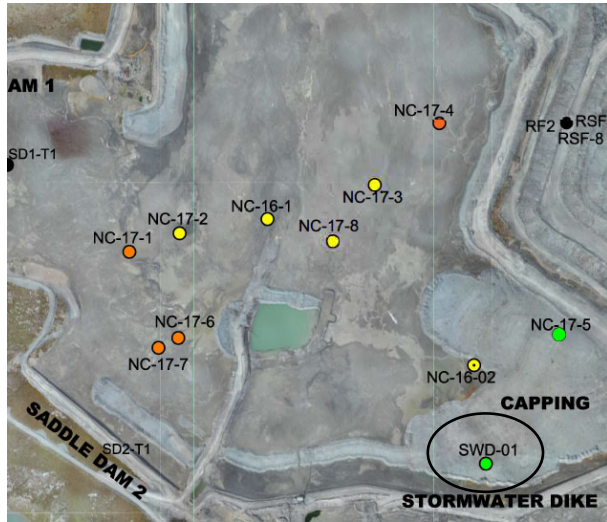 AM 1
NC-17-4
RF2 RSF
RSF-8
SD1-T1
NC-17-3
NC-16-1
NC-17-2
NC-17-8
NC-17-1
NC-17-6
NC-17-5
NC-17-7
NC-16-02
CAPPING
SADDLE DAM 2
SD2-T1
SWD-01
STORMWATER DIKE